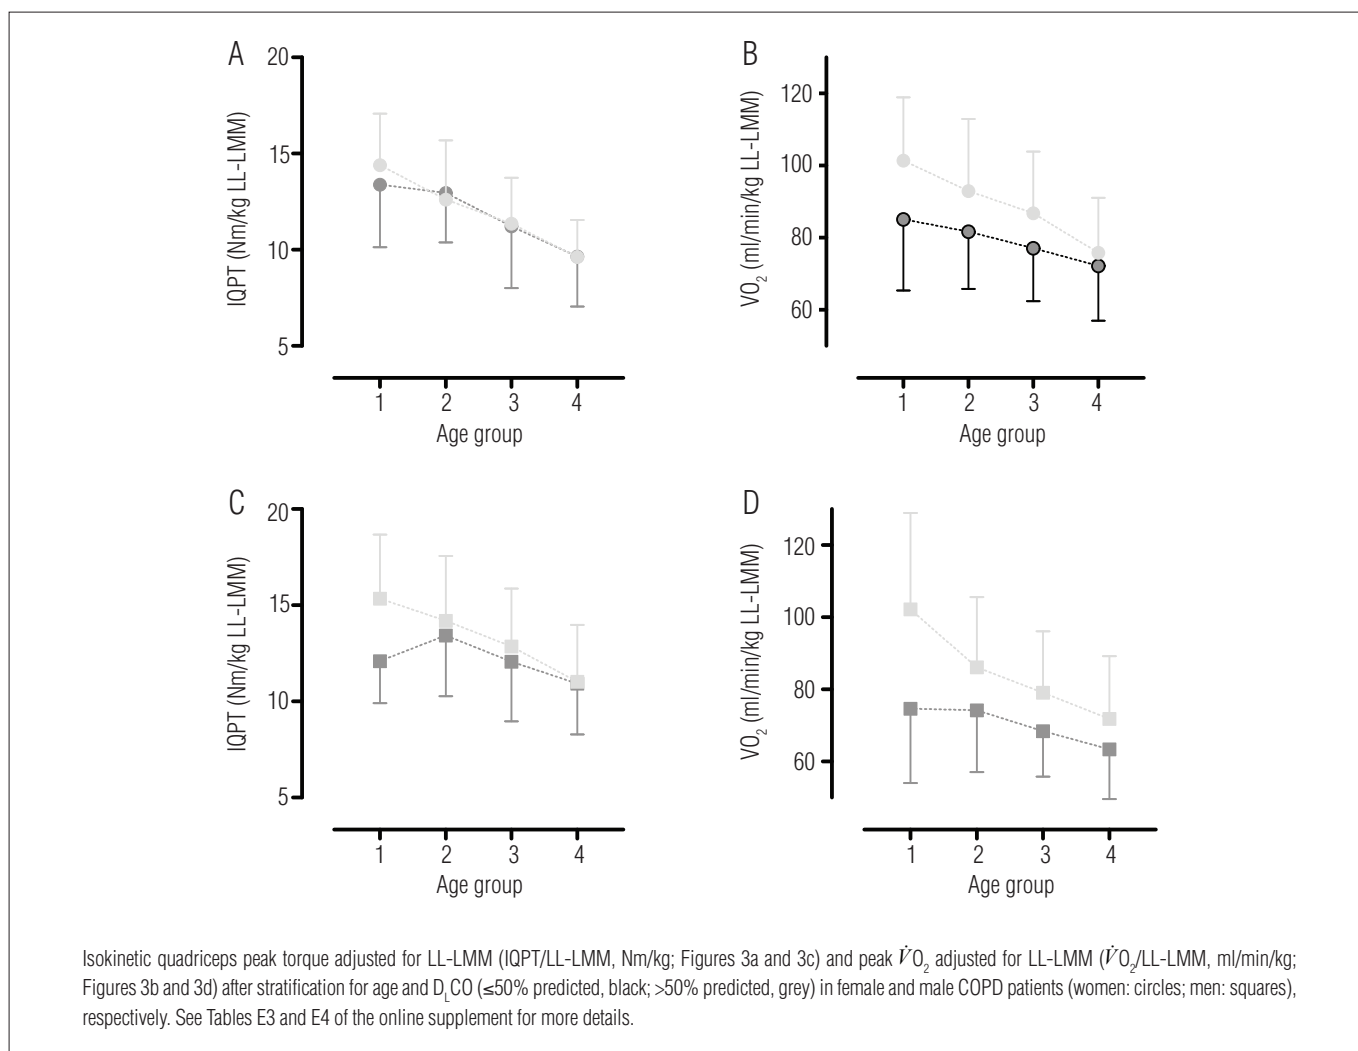 A
20
15
10
5
IQPT (Nm/kg LL-LMM)
1 2 3 4
Age group
B
120
100
80
60
VO2 (ml/min/kg LL-LMM)
1 2 3 4
Age group
C
20
15
10
5
IQPT (Nm/kg LL-LMM)
1 2 3 4
Age group
D
120
100
80
60
VO2 (ml/min/kg LL-LMM)
1 2 3 4
Age group
Isokinetic quadriceps peak torque adjusted for LL-LMM (IQPT/LL-LMM, Nm/kg; Figures 3a and 3c) and peak V̇O2 adjusted for LL-LMM (V̇O2/LL-LMM, ml/min/kg;
Figures 3b and 3d) after stratification for age and DLCO (≤50% predicted, black; >50% predicted, grey) in female and male COPD patients (women: circles; men: squares),
respectively. See Tables E3 and E4 of the online supplement for more details.